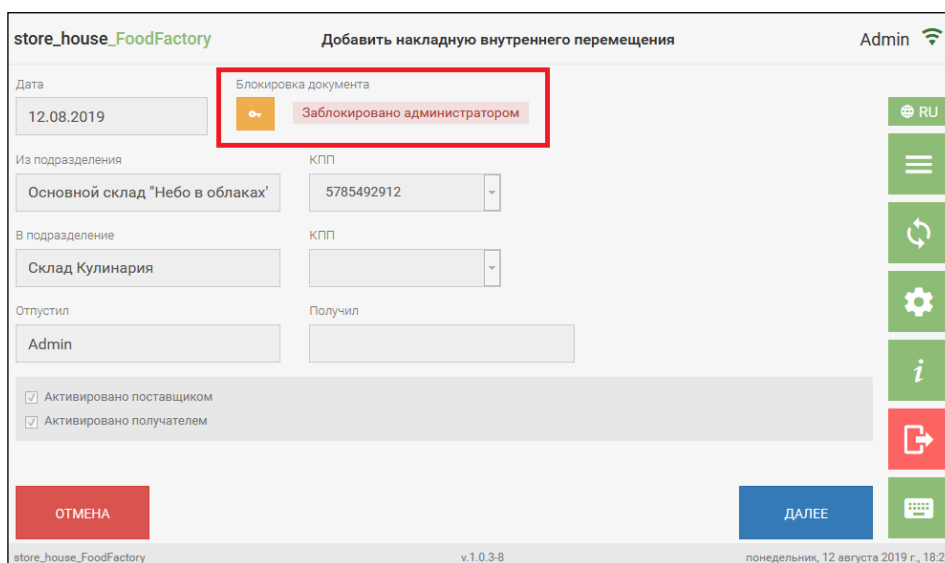 store_house_FoodFactory
Добавить накладную внутреннего перемещения
Admin
Дата
Блокировка документа
12.08.2019
Заблокировано администратором
RU
Из подразделения
КПП
Основной склад "Небо в облаках"
5785492912
В подразделение
КПП
Склад Кулинария
Отпустил
Получил
Admin
i
Активировано поставщиком
Активировано получателем
ОТМЕНА
ДАЛЕЕ
store_house_FoodFactory
v.1.0.3-8
понедельник, 12 августа 2019 г., 18:2